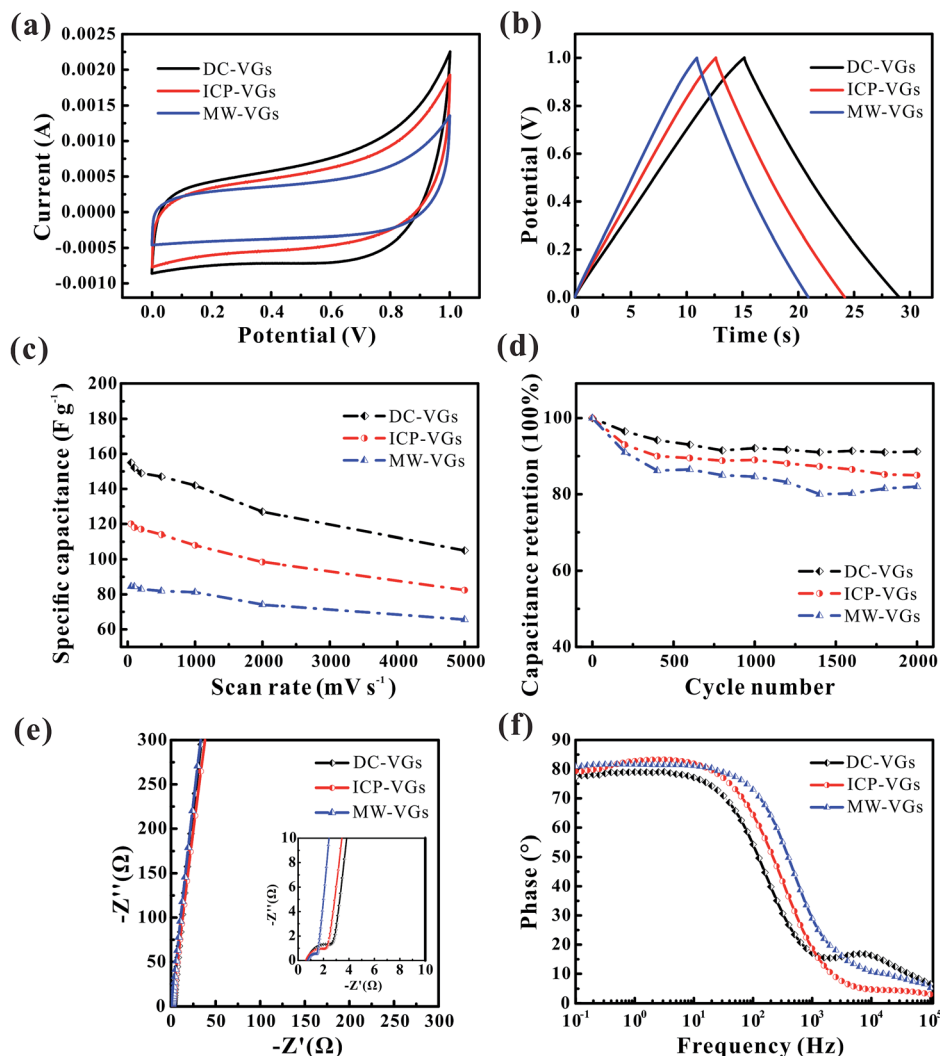 (a)
0.0025
0.0020
0.0015
0.0010
0.0005
0.0000
-0.0005
-0.0010
Current (A)
DC-VGs
ICP-VGs
MW-VGs
0.0 0.2 0.4 0.6 0.8 1.0
Potential (V)
(b)
1.0
0.8
0.6
0.4
0.2
0.0
Potential (V)
DC-VGs
ICP-VGs
MW-VGs
0 5 10 15 20 25 30
Time (s)
(c)
200
180
160
140
120
100
80
60
Specific capacitance (F g⁻¹)
DC-VGs
ICP-VGs
MW-VGs
0 1000 2000 3000 4000 5000
Scan rate (mV s⁻¹)
(d)
100
80
60
40
Capacitance retention (100%)
DC-VGs
ICP-VGs
MW-VGs
0 500 1000 1500 2000
Cycle number
(e)
300
250
200
150
100
50
0
-Z''(Ω)
DC-VGs
ICP-VGs
MW-VGs
10
8
6
4
2
0
-Z''(Ω)
0 2 4 6 8 10
-Z'(Ω)
0 50 100 150 200 250 300
-Z'(Ω)
(f)
90
80
70
60
50
40
30
20
10
0
Phase (°)
DC-VGs
ICP-VGs
MW-VGs
10⁻¹ 10⁰ 10¹ 10² 10³ 10⁴ 10⁵
Frequency (Hz)